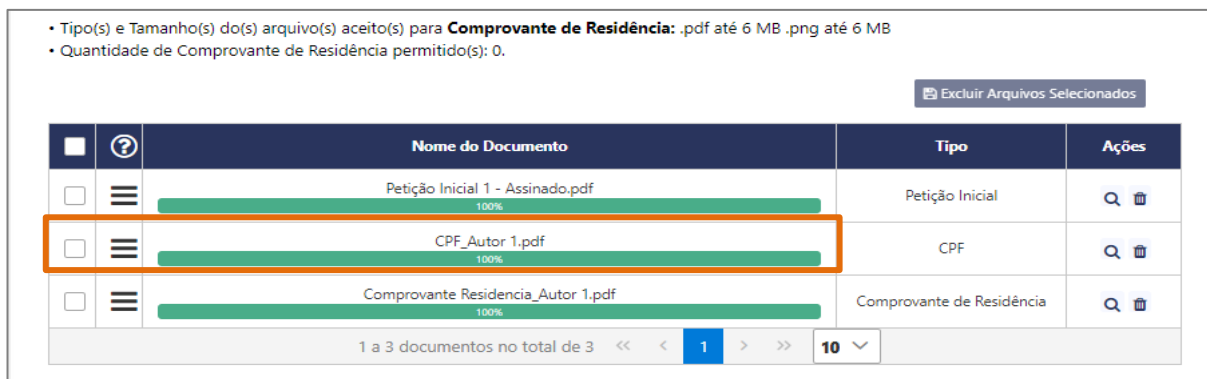 • Tipo(s) e Tamanho(s) do(s) arquivo(s) aceito(s) para Comprovante de Residência: .pdf até 6 MB .png até 6 MB
• Quantidade de Comprovante de Residência permitido(s): 0.
Excluir Arquivos Selecionados
Nome do Documento Tipo Ações
Petição Inicial 1 - Assinado.pdf
100%
Petição Inicial
CPF_Autor 1.pdf
100%
CPF
Comprovante Residencia_Autor 1.pdf
100%
Comprovante de Residência
1 a 3 documentos no total de 3 << < 1 > >> 10